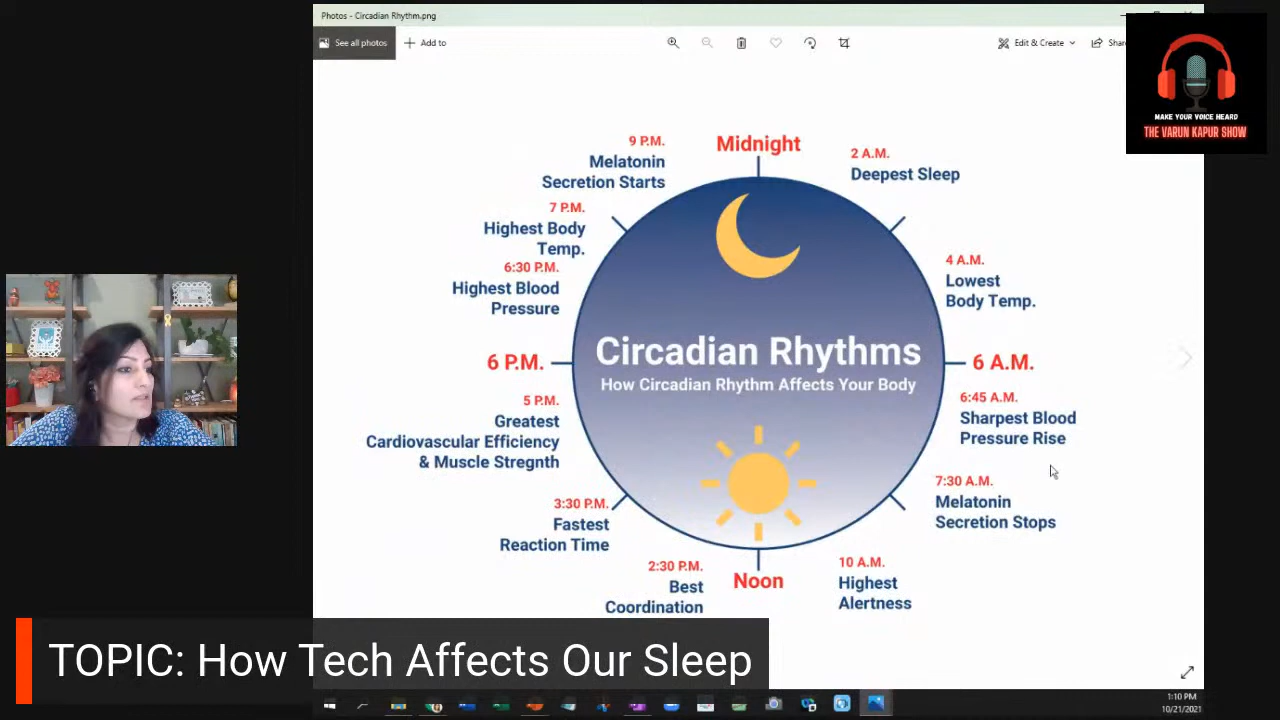 Photos - Circadian Rhythm.png
See all photos
Add to
Edit & Create
MAKE YOUR VOICE HEARD
THE VARUN KAPUR SHOW
Midnight
2 A.M.
Deepest Sleep
4 A.M.
Lowest
Body Temp.
6 A.M.
6:45 A.M.
Sharpest Blood
Pressure Rise
7:30 A.M.
Melatonin
Secretion Stops
10 A.M.
Highest
Alertness
Noon
2:30 P.M.
Best
Coordination
3:30 P.M.
Fastest
Reaction Time
5 P.M.
Greatest
Cardiovascular Efficiency
& Muscle Stregnth
6 P.M.
6:30 P.M.
Highest Blood
Pressure
7 P.M.
Highest Body
Temp.
9 P.M.
Melatonin
Secretion Starts
Circadian Rhythms
How Circadian Rhythm Affects Your Body
TOPIC: How Tech Affects Our Sleep
1:10 PM
10/21/2021